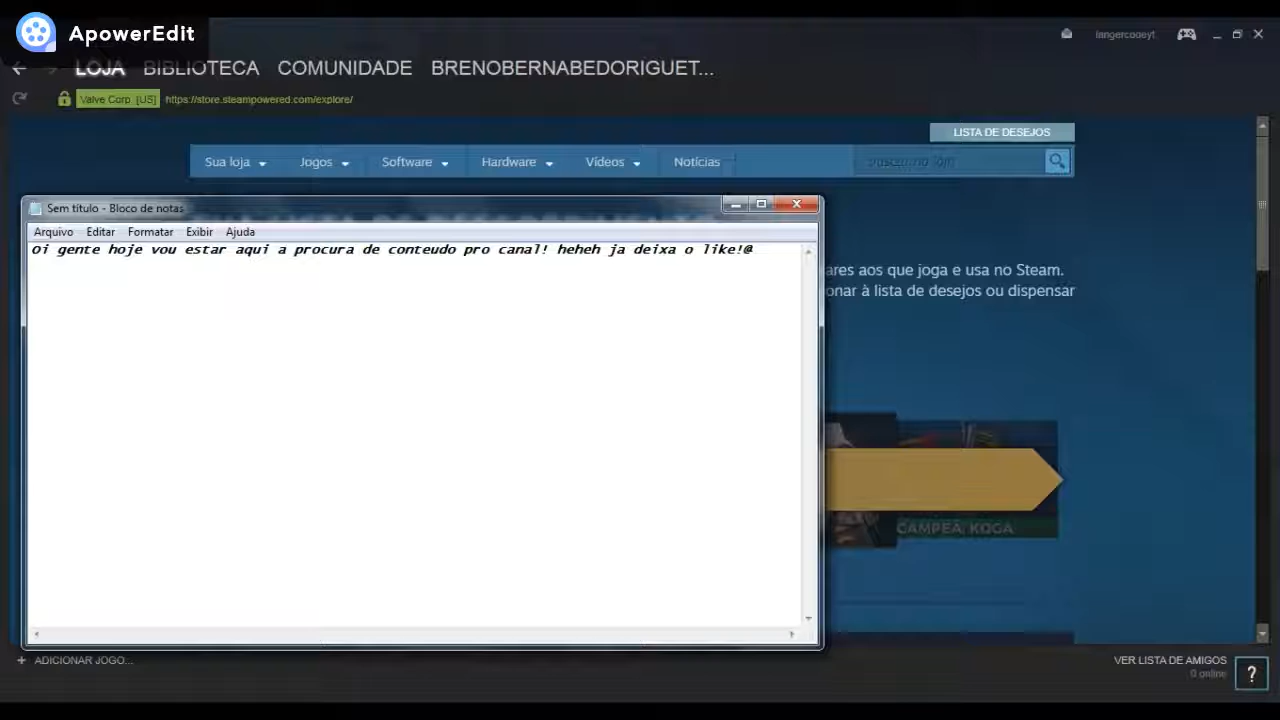 ApowerEdit
langercooeyt
LOJA BIBLIOTECA COMUNIDADE BRENOBERNABEDORIGUET...
Valve Corp. [US] https://store.steampowered.com/explore/
LISTA DE DESEJOS
Sua loja Jogos Software Hardware Vídeos Notícias
Sem título - Bloco de notas
Arquivo Editar Formatar Exibir Ajuda
Oi gente hoje vou estar aqui a procura de conteudo pro canal! heheh ja deixa o like!@
ares aos que joga e usa no Steam.
onar à lista de desejos ou dispensar
CAMPEÃ: KOGA
+ ADICIONAR JOGO...
VER LISTA DE AMIGOS
0 online
?